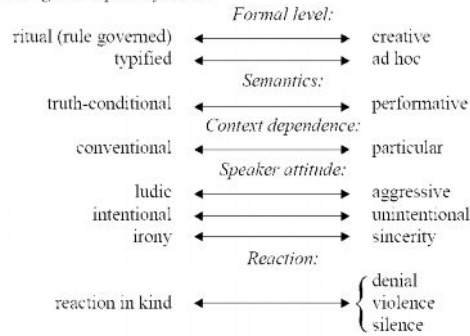 Formal level:
ritual (rule governed) creative
typified ad hoc
Semantics:
truth-conditional performative
Context dependence:
conventional particular
Speaker attitude:
ludic aggressive
intentional unintentional
irony sincerity
Reaction:
denial
reaction in kind violence
silence